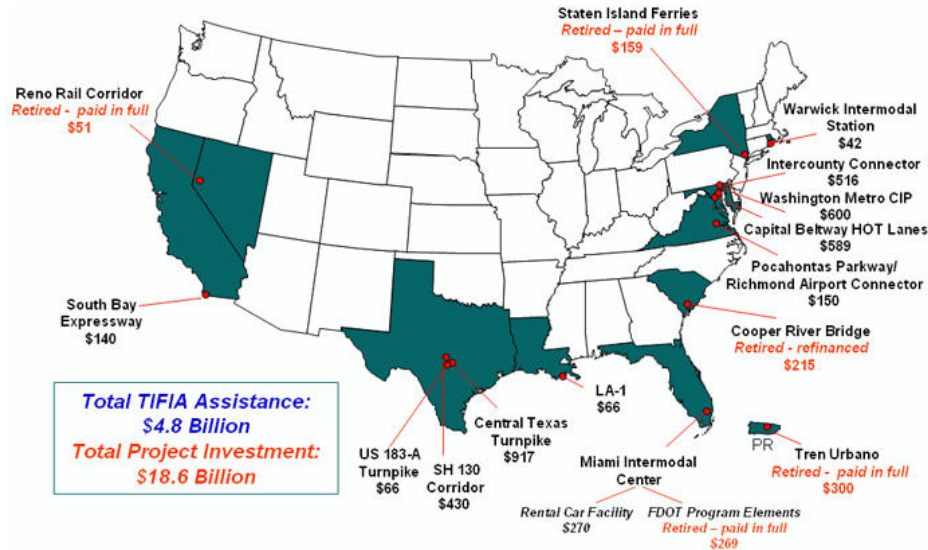 Staten Island Ferries
Retired – paid in full
$159
Reno Rail Corridor
Retired - paid in full
$51
Warwick Intermodal
Station
$42
Intercounty Connector
$516
Washington Metro CIP
$600
Capital Beltway HOT Lanes
$589
Pocahontas Parkway/
Richmond Airport Connector
$150
South Bay
Expressway
$140
Cooper River Bridge
Retired - refinanced
$215
LA-1
$66
Total TIFIA Assistance:
$4.8 Billion
Total Project Investment:
$18.6 Billion
Central Texas
Turnpike
$917
US 183-A
Turnpike
$66
SH 130
Corridor
$430
Miami Intermodal
Center
Rental Car Facility
$270
FDOT Program Elements
Retired – paid in full
$269
PR
Tren Urbano
Retired - paid in full
$300